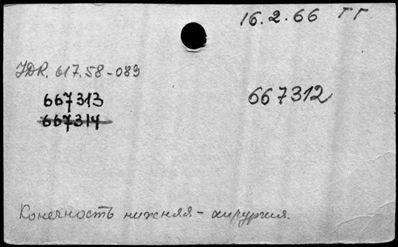 16.2.66 гг
УДК. 617.58-089
667313 667312
667314
Конечность нижняя - хирургия.